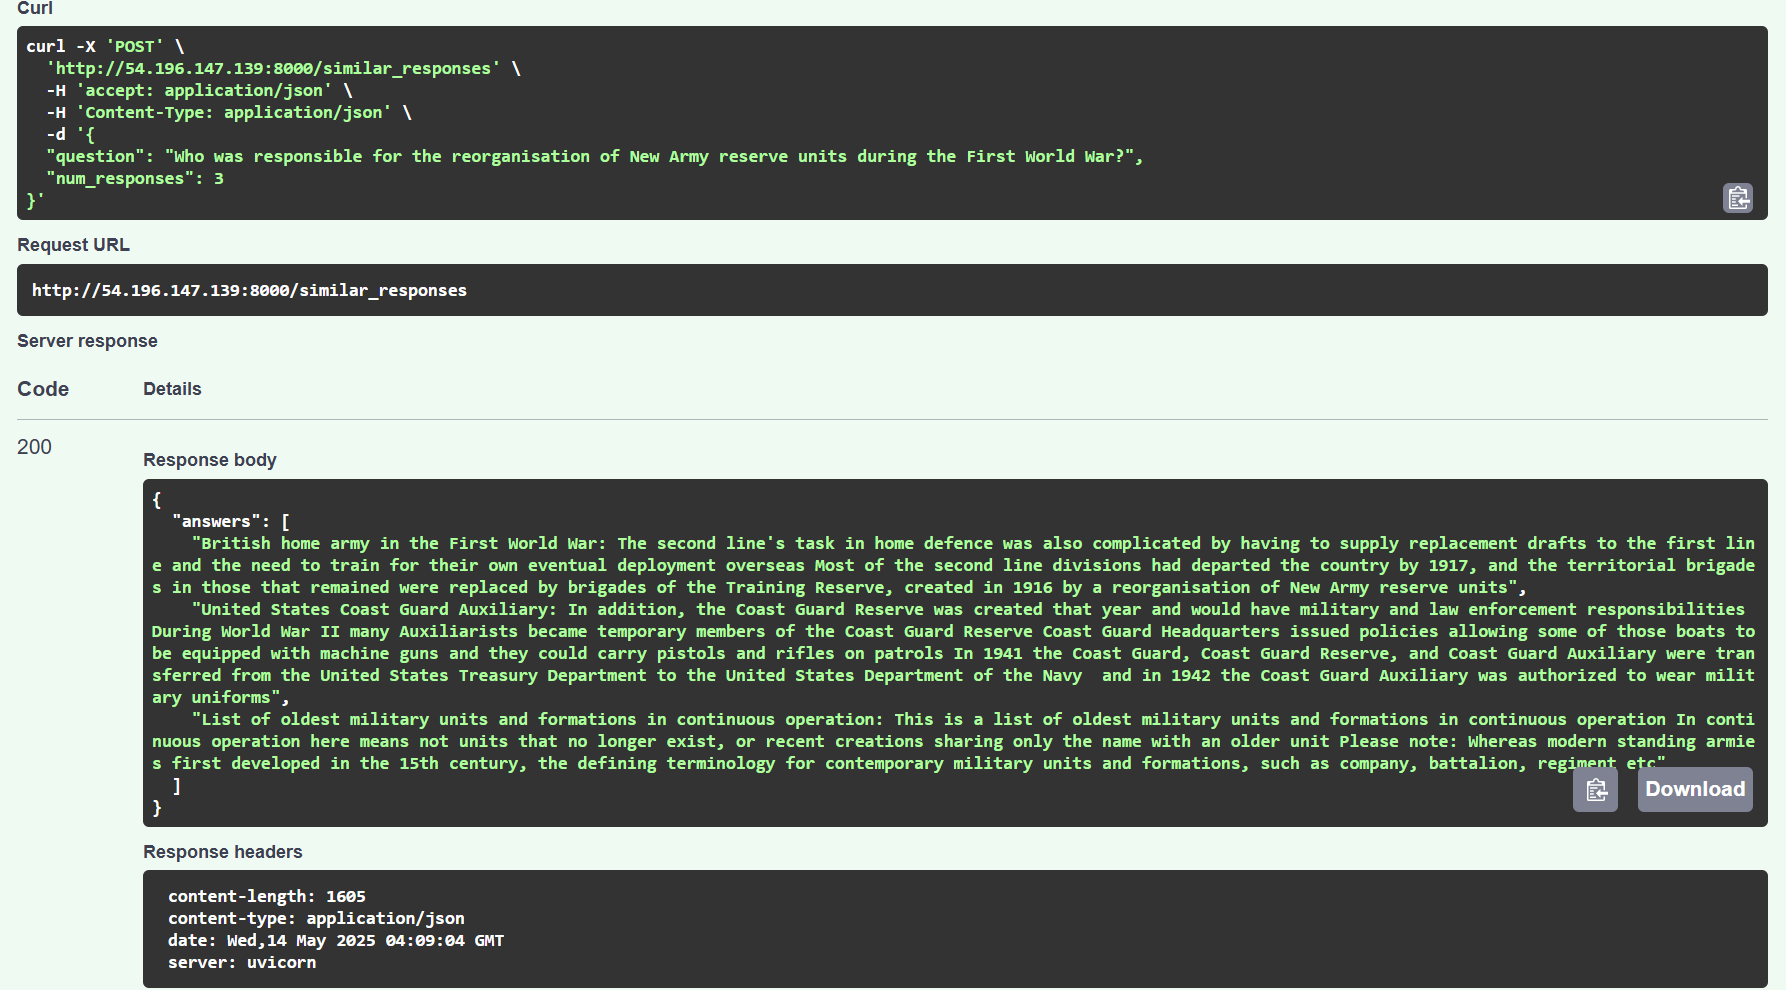 Curl
curl -X 'POST' \
  'http://54.196.147.139:8000/similar_responses' \
  -H 'accept: application/json' \
  -H 'Content-Type: application/json' \
  -d '{
  "question": "Who was responsible for the reorganisation of New Army reserve units during the First World War?",
  "num_responses": 3
}'
Request URL
http://54.196.147.139:8000/similar_responses
Server response
Code Details
200
Response body
{
  "answers": [
    "British home army in the First World War: The second line's task in home defence was also complicated by having to supply replacement drafts to the first lin
e and the need to train for their own eventual deployment overseas Most of the second line divisions had departed the country by 1917, and the territorial brigade
s in those that remained were replaced by brigades of the Training Reserve, created in 1916 by a reorganisation of New Army reserve units",
    "United States Coast Guard Auxiliary: In addition, the Coast Guard Reserve was created that year and would have military and law enforcement responsibilities
During World War II many Auxiliarists became temporary members of the Coast Guard Reserve Coast Guard Headquarters issued policies allowing some of those boats to
be equipped with machine guns and they could carry pistols and rifles on patrols In 1941 the Coast Guard, Coast Guard Reserve, and Coast Guard Auxiliary were tran
sferred from the United States Treasury Department to the United States Department of the Navy  and in 1942 the Coast Guard Auxiliary was authorized to wear milit
ary uniforms",
    "List of oldest military units and formations in continuous operation: This is a list of oldest military units and formations in continuous operation In conti
nuous operation here means not units that no longer exist, or recent creations sharing only the name with an older unit Please note: Whereas modern standing armie
s first developed in the 15th century, the defining terminology for contemporary military units and formations, such as company, battalion, regiment etc"
  ]
}
Download
Response headers
content-length: 1605
content-type: application/json
date: Wed,14 May 2025 04:09:04 GMT
server: uvicorn